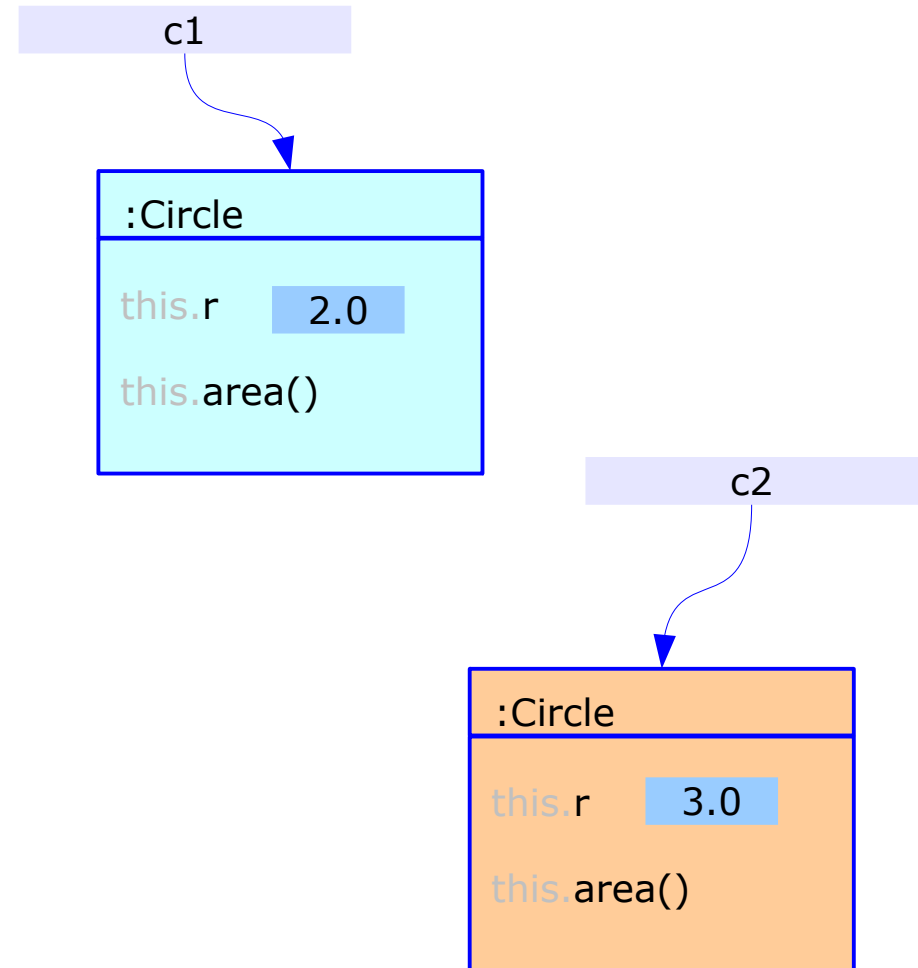 c1
:Circle
this.r 2.0
this.area()
c2
:Circle
this.r 3.0
this.area()